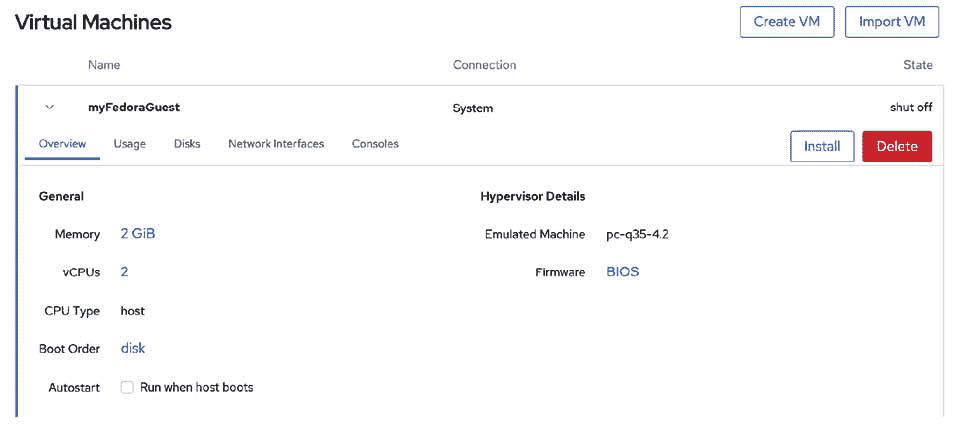 Virtual Machines Create VM Import VM
Name Connection State
myFedoraGuest System shut off
Overview Usage Disks Network Interfaces Consoles Install Delete
General Hypervisor Details
Memory 2 GiB Emulated Machine pc-q35-4.2
vCPUs 2 Firmware BIOS
CPU Type host
Boot Order disk
Autostart Run when host boots